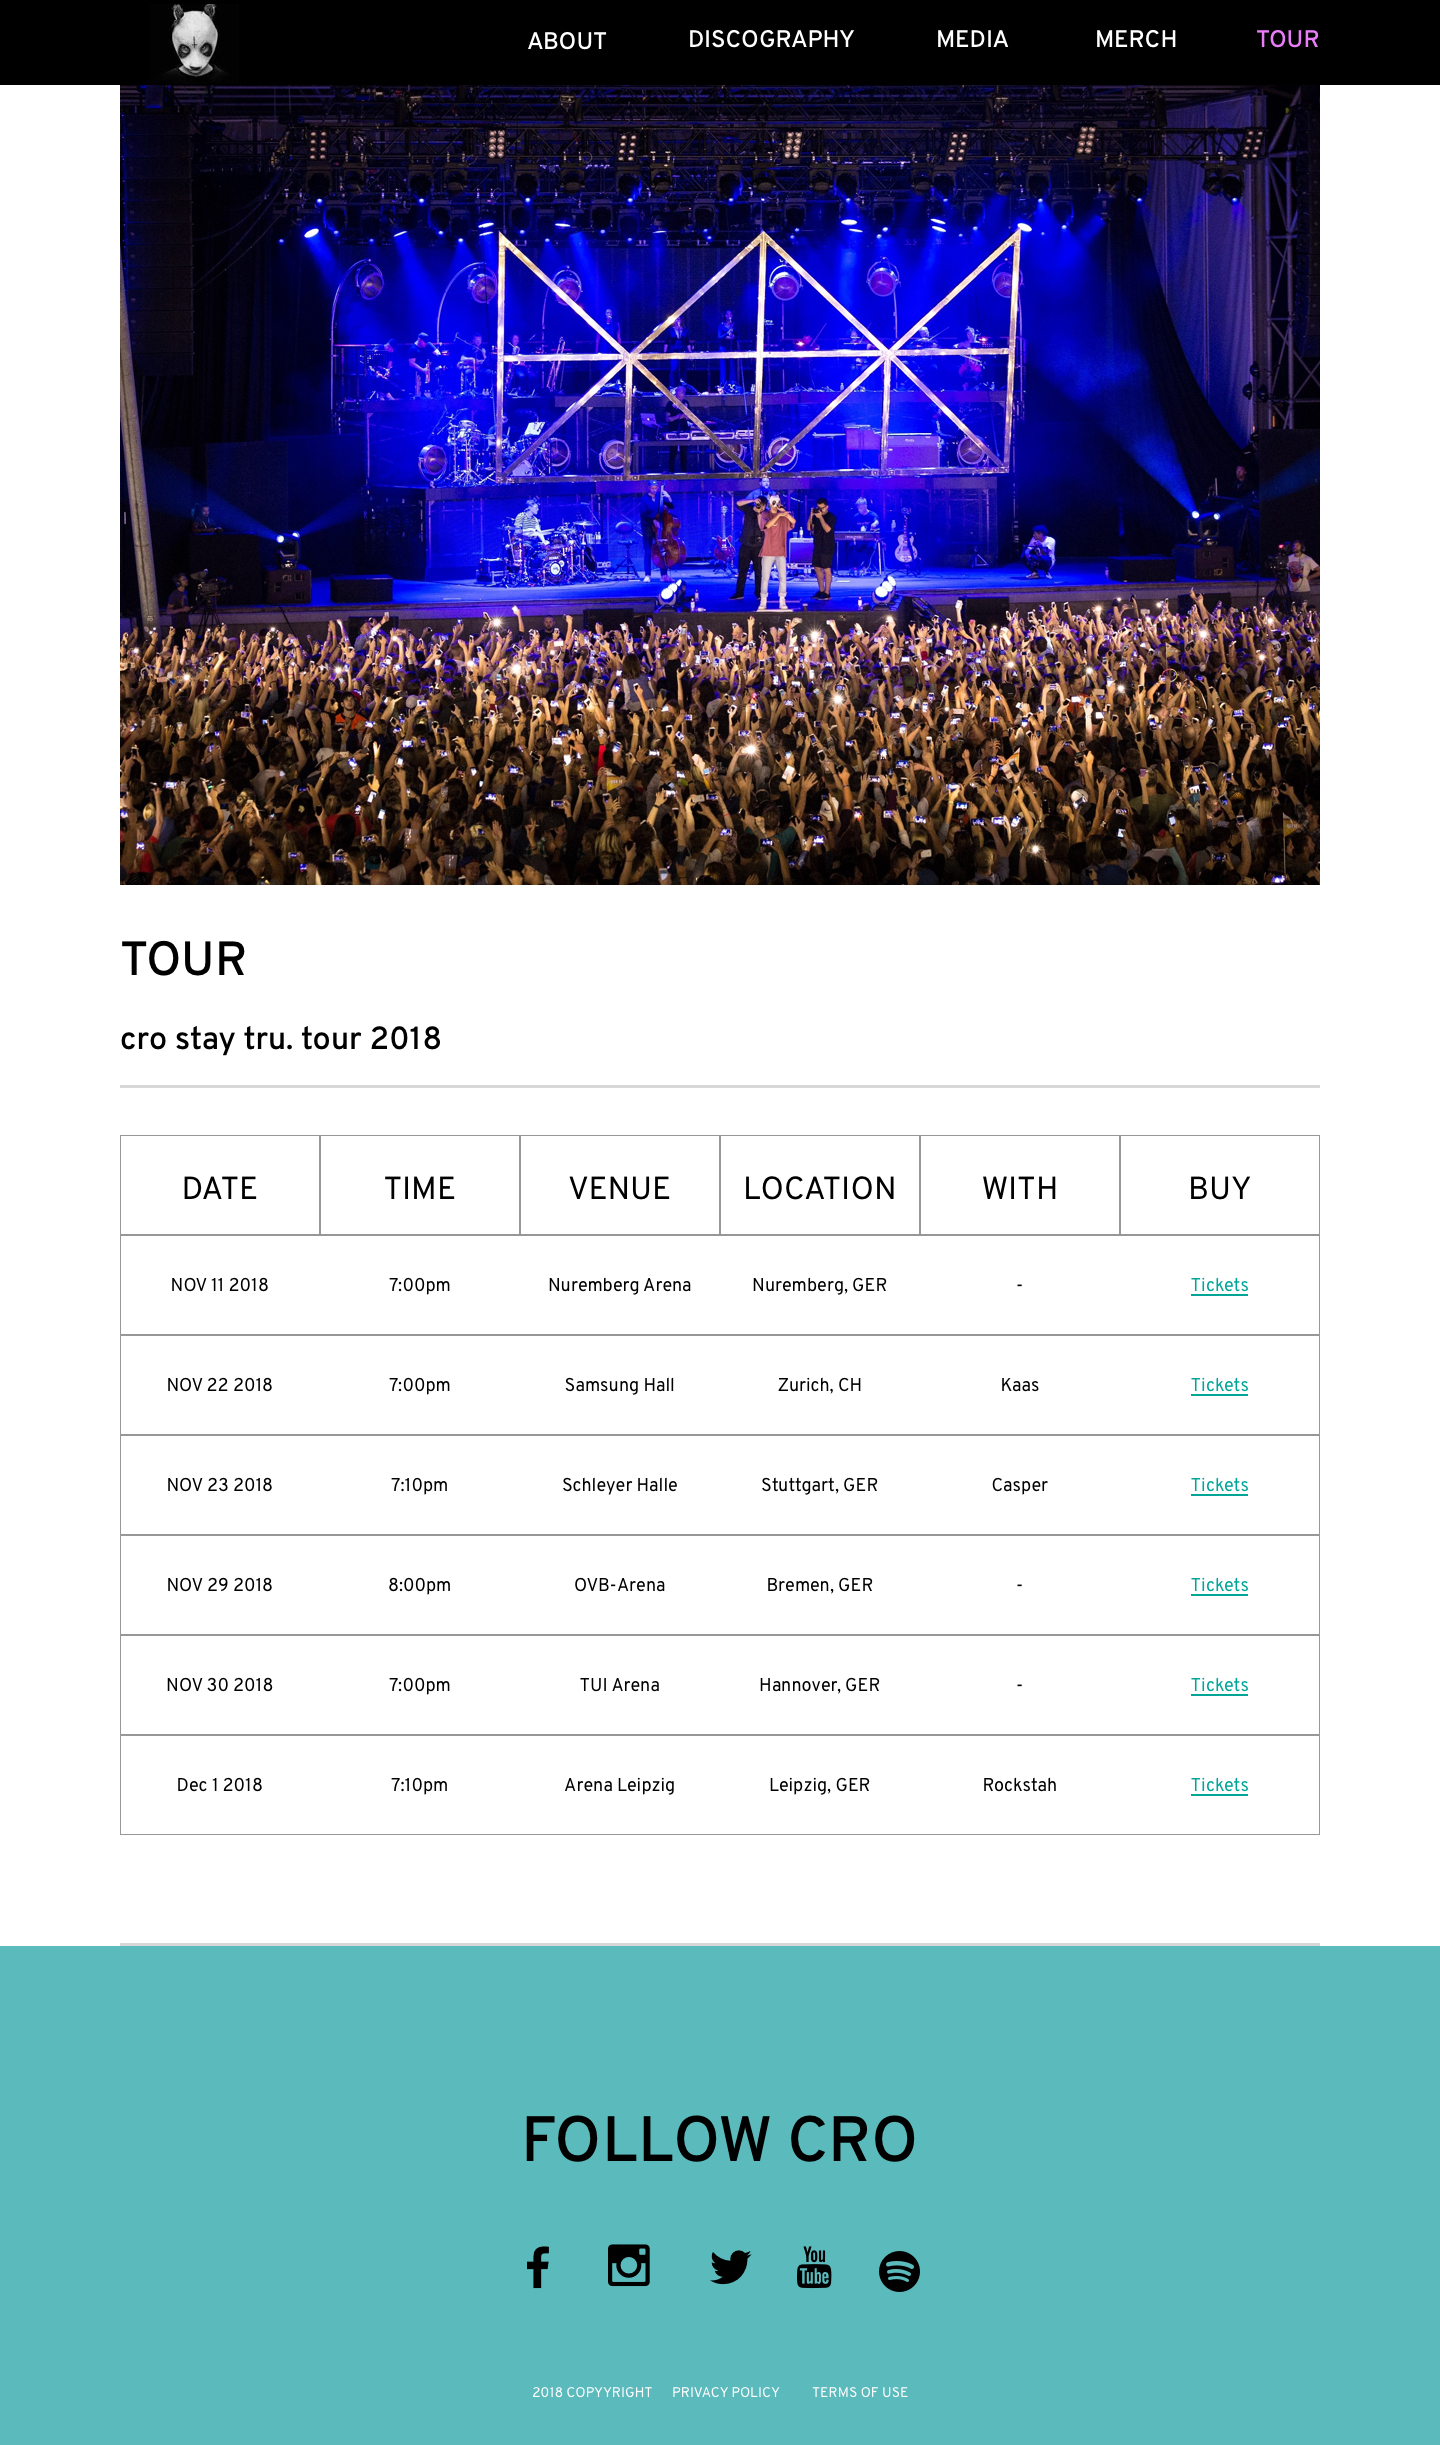 ABOUT DISCOGRAPHY MEDIA MERCH TOUR
TOUR
cro stay tru. tour 2018
DATE TIME VENUE LOCATION WITH BUY
NOV 11 2018 7:00pm Nuremberg Arena Nuremberg, GER - Tickets
NOV 22 2018 7:00pm Samsung Hall Zurich, CH Kaas Tickets
NOV 23 2018 7:10pm Schleyer Halle Stuttgart, GER Casper Tickets
NOV 29 2018 8:00pm OVB-Arena Bremen, GER - Tickets
NOV 30 2018 7:00pm TUI Arena Hannover, GER - Tickets
Dec 1 2018 7:10pm Arena Leipzig Leipzig, GER Rockstah Tickets
FOLLOW CRO
You
Tube
2018 COPYYRIGHT PRIVACY POLICY TERMS OF USE